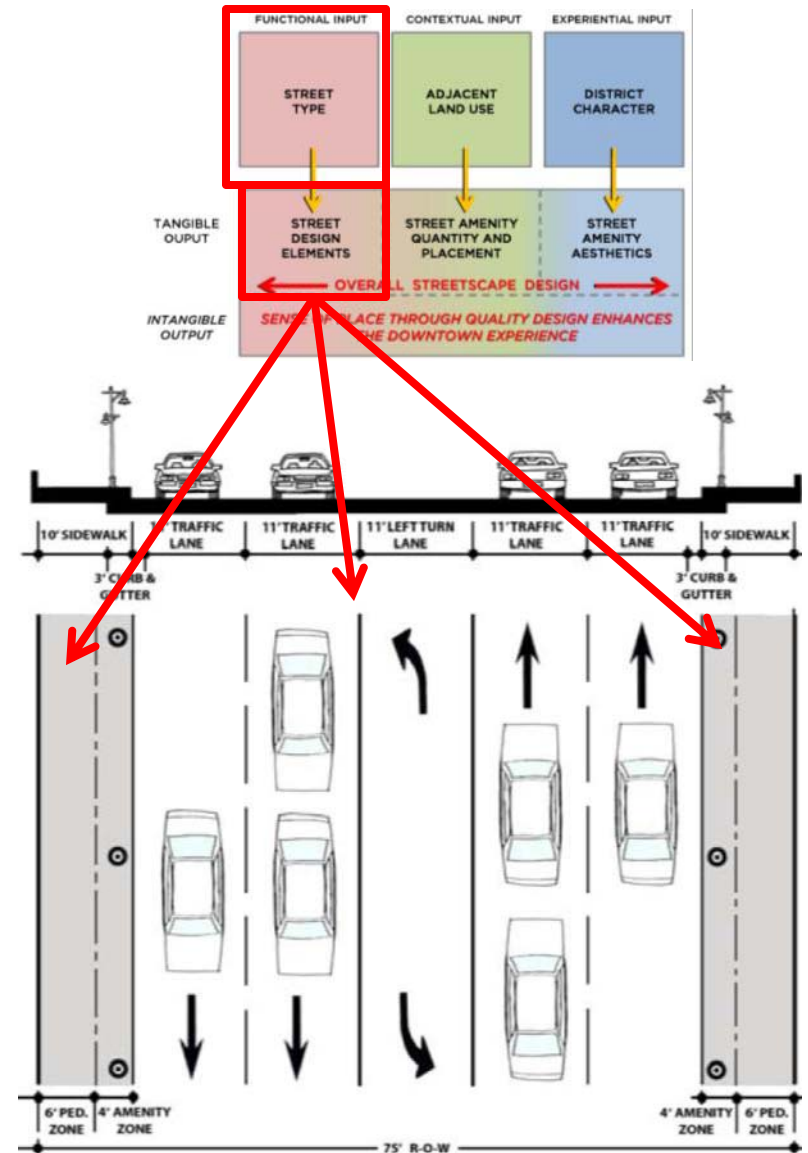 FUNCTIONAL INPUT
CONTEXTUAL INPUT
EXPERIENTIAL INPUT
STREET
TYPE
ADJACENT
LAND USE
DISTRICT
CHARACTER
TANGIBLE
OUPUT
STREET
DESIGN
ELEMENTS
STREET AMENITY
QUANTITY AND
PLACEMENT
STREET
AMENITY
AESTHETICS
OVERALL STREETSCAPE DESIGN
INTANGIBLE
OUTPUT
SENSE OF PLACE THROUGH QUALITY DESIGN ENHANCES
THE DOWNTOWN EXPERIENCE
10' SIDEWALK
TRAFFIC
LANE
11' TRAFFIC
LANE
11' LEFT TURN
LANE
11' TRAFFIC
LANE
11' TRAFFIC
LANE
10' SIDEWALK
3' CURB &
GUTTER
3' CURB &
GUTTER
6' PED.
ZONE
4' AMENITY
ZONE
4' AMENITY
ZONE
6' PED.
ZONE
75' R-O-W